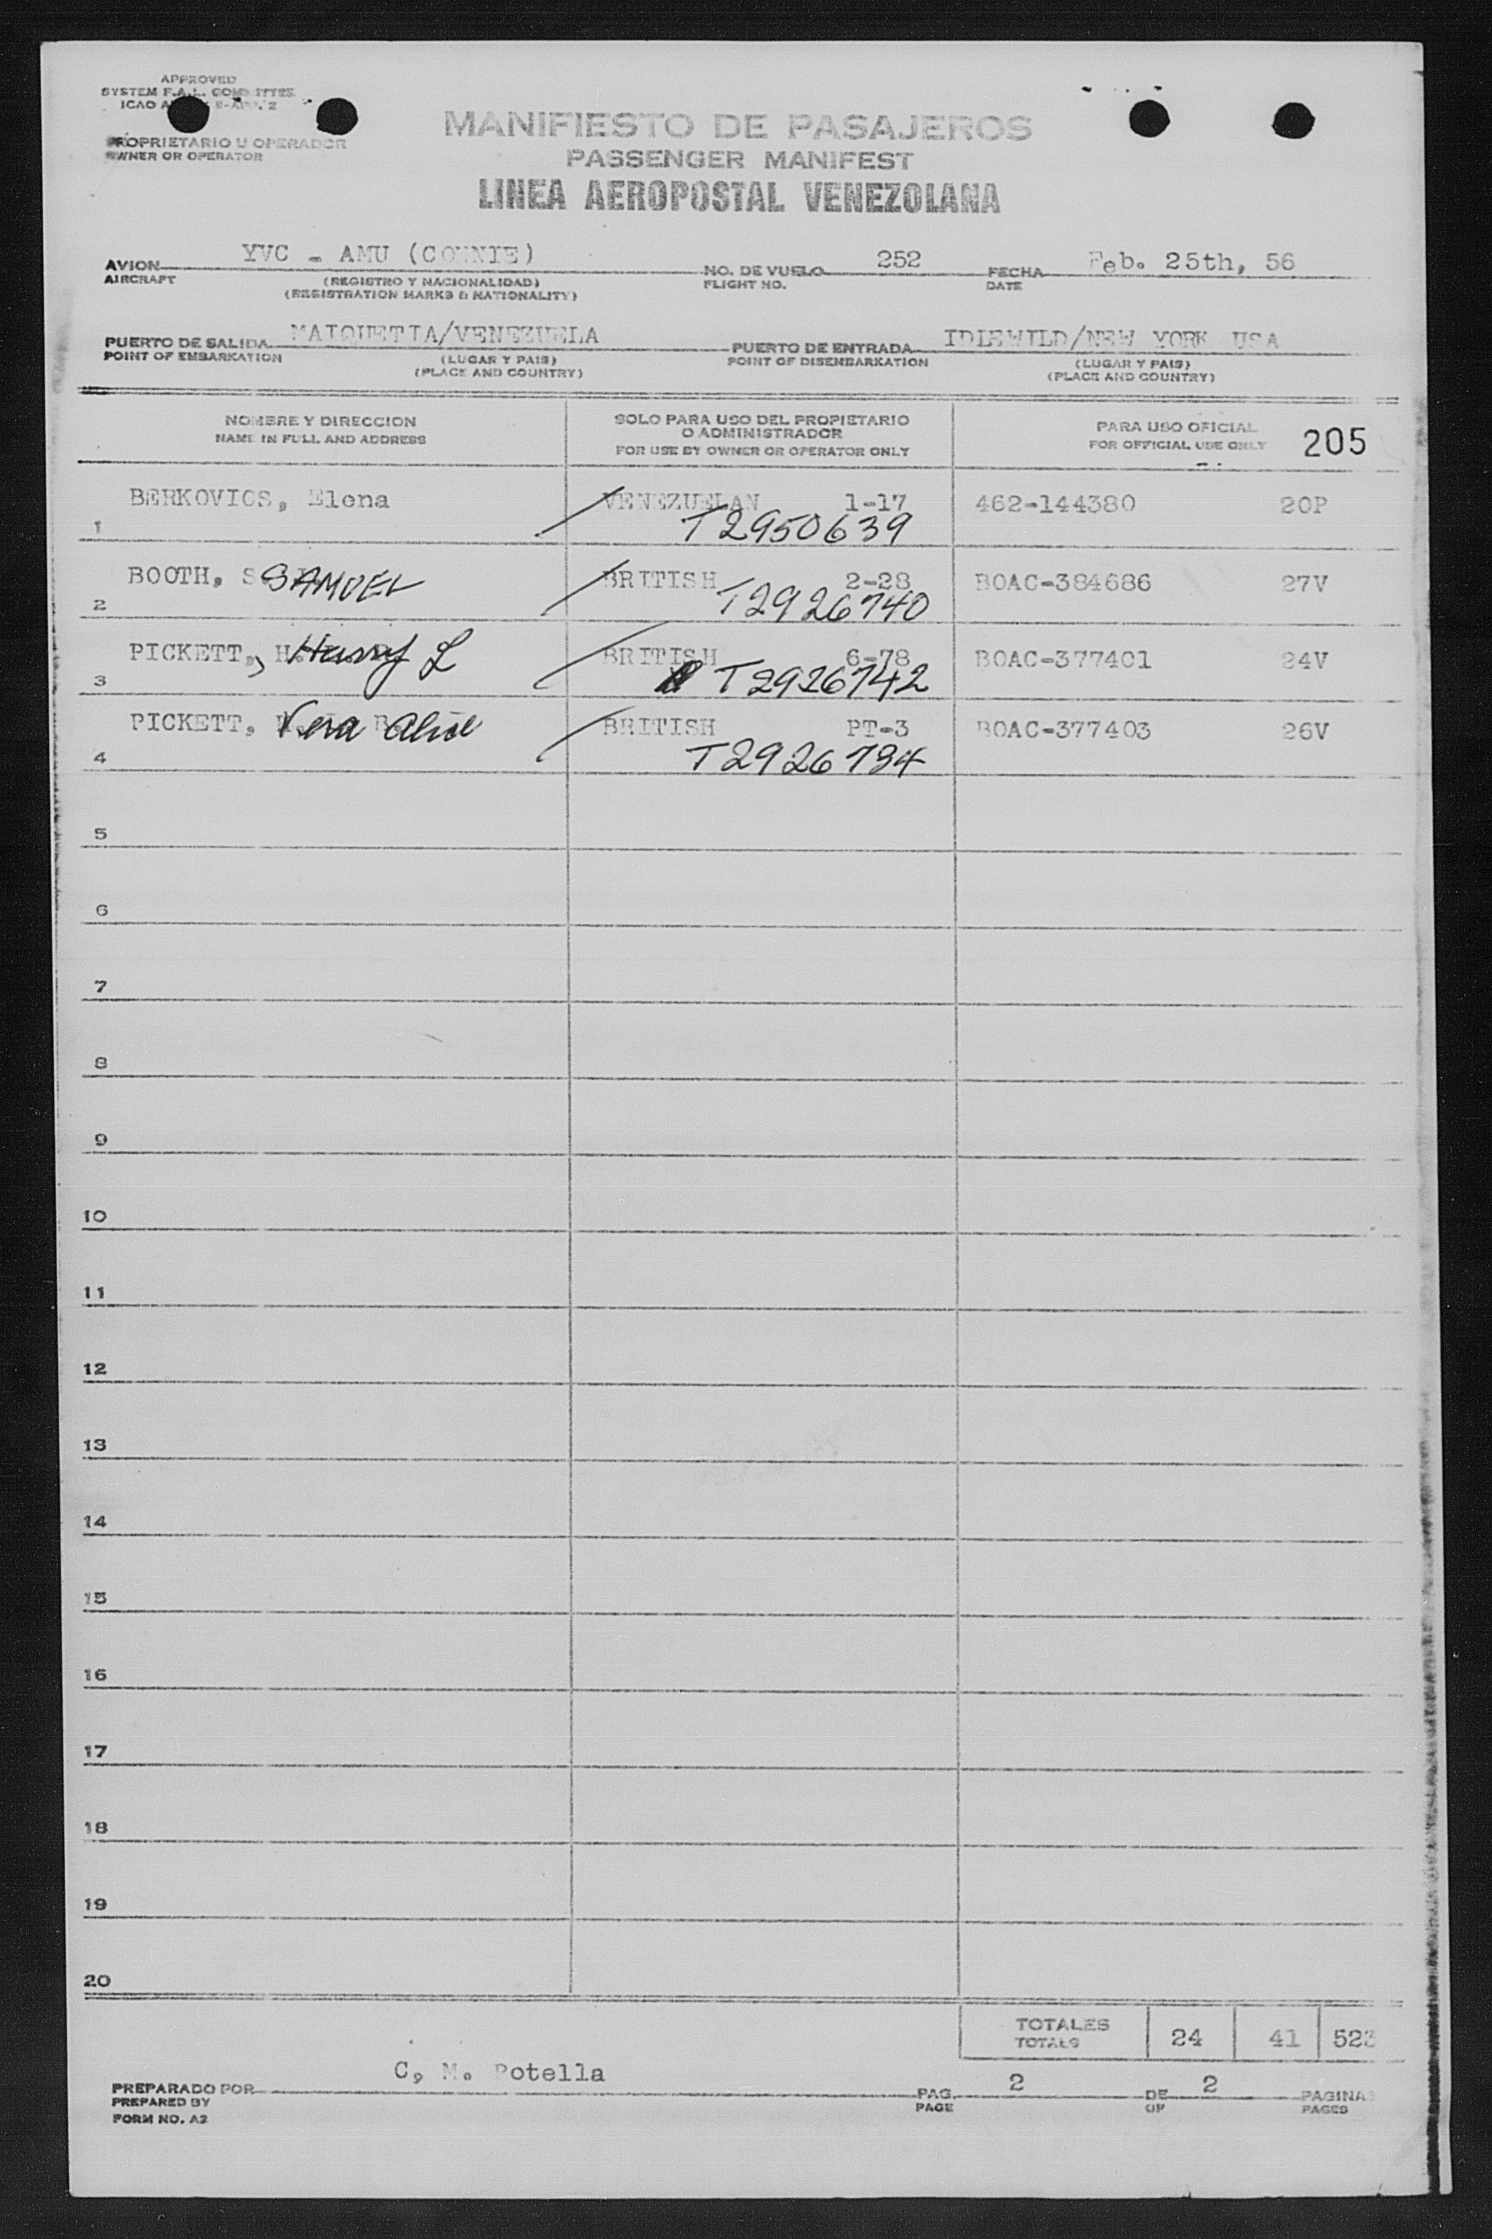 APPROVED
SYSTEM F.A.L. COMMITTEE
ICAO
PROPRIETARIO U OPERADOR
OWNER OR OPERATOR
MANIFIESTO DE PASAJEROS
PASSENGER MANIFEST
LINEA AEROPOSTAL VENEZOLANA
AVION YVC - AMU (CONNIE) NO. DE VUELO 252 FECHA Feb. 25th, 56
AIRCRAFT (REGISTRO Y NACIONALIDAD) FLIGHT NO. DATE
(REGISTRATION MARKS & NATIONALITY)
PUERTO DE SALIDA MAIQUETIA/VENEZUELA PUERTO DE ENTRADA IDLEWILD/NEW YORK USA
POINT OF EMBARKATION (LUGAR Y PAIS) POINT OF DISEMBARKATION (LUGAR Y PAIS)
(PLACE AND COUNTRY) (PLACE AND COUNTRY)
NOMBRE Y DIRECCION SOLO PARA USO DEL PROPIETARIO PARA USO OFICIAL
NAME IN FULL AND ADDRESS O ADMINISTRADOR FOR OFFICIAL USE ONLY 205
FOR USE BY OWNER OR OPERATOR ONLY
BERKOVICS, Elena VENEZUELAN 1-17 462-144380 20P
1 T2950639
BOOTH, S SAMUEL BRITISH 2-28 BOAC-384686 27V
2 T2926740
PICKETT, H. Harry L BRITISH 6-78 BOAC-377401 24V
3 T2926742
PICKETT, Vera Alice BRITISH PT-3 BOAC-377403 26V
4 T2926734
5
6
7
8
9
10
11
12
13
14
15
16
17
18
19
20
TOTALES 24 41 523
TOTALS
C, M. Potella
PREPARADO POR PAG. 2 DE 2 PAGINAS
PREPARED BY PAGE OF PAGES
FORM NO. A2